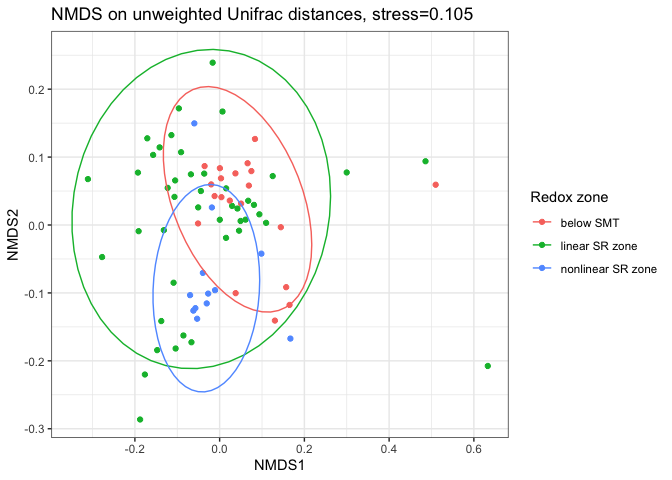 NMDS on unweighted Unifrac distances, stress=0.105
NMDS2
0.2
0.1
0.0
-0.1
-0.2
-0.3
-0.2
0.0
0.2
0.4
0.6
NMDS1
Redox zone
below SMT
linear SR zone
nonlinear SR zone